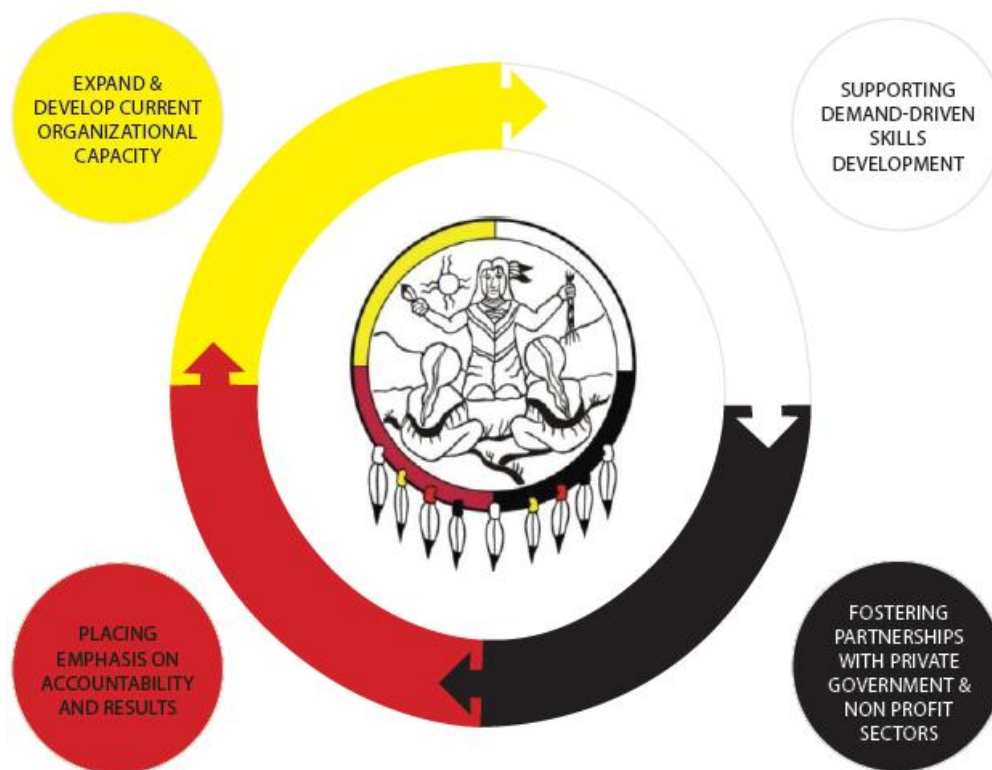 EXPAND &
DEVELOP CURRENT
ORGANIZATIONAL
CAPACITY
SUPPORTING
DEMAND-DRIVEN
SKILLS
DEVELOPMENT
PLACING
EMPHASIS ON
ACCOUNTABILITY
AND RESULTS
FOSTERING
PARTNERSHIPS
WITH PRIVATE
GOVERNMENT &
NON PROFIT
SECTORS